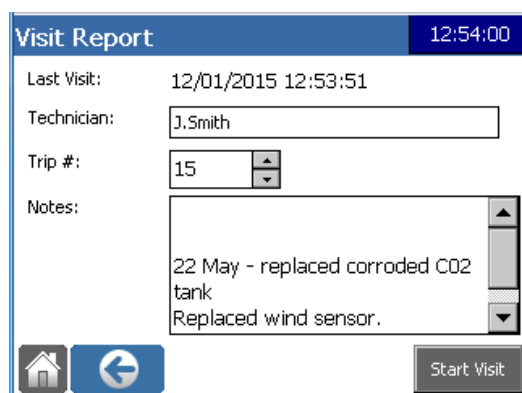 Visit Report
12:54:00
Last Visit:
12/01/2015 12:53:51
Technician:
J.Smith
Trip #:
15
Notes:
22 May - replaced corroded C02
tank
Replaced wind sensor.
Start Visit